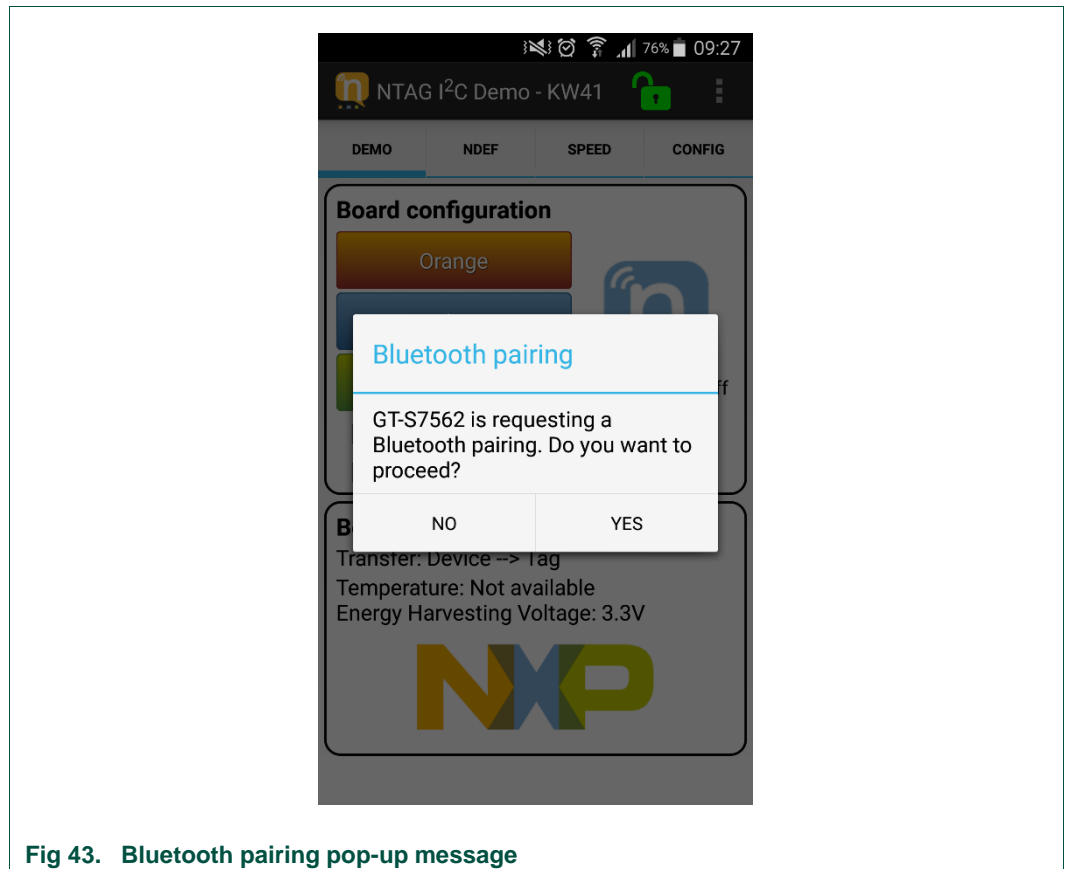 76% 09:27
NTAG I²C Demo - KW41
DEMO NDEF SPEED CONFIG
Board configuration
Orange
Bluetooth pairing
GT-S7562 is requesting a
Bluetooth pairing. Do you want to
proceed?
NO YES
Transfer: Device --> Tag
Temperature: Not available
Energy Harvesting Voltage: 3.3V
NXP
Fig 43. Bluetooth pairing pop-up message